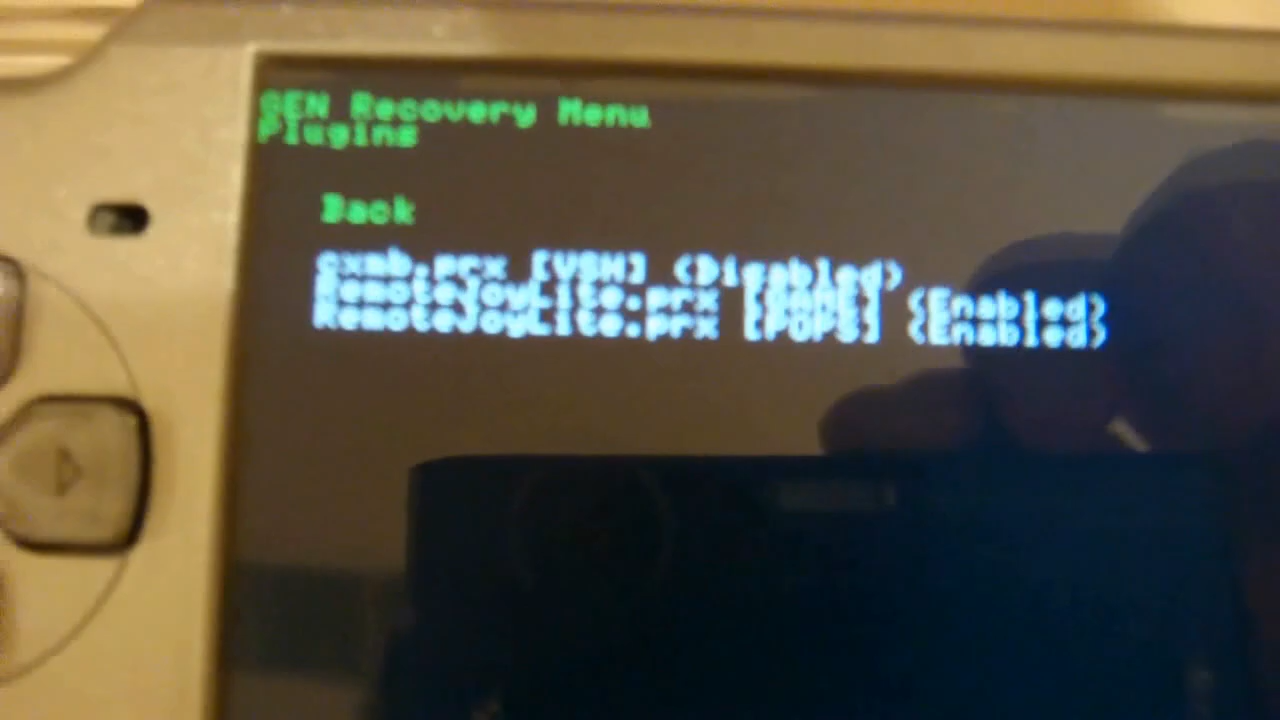 GEN Recovery Menu
Plugins
Back
cxmb.prx [VSH] (Disabled)
RemoteJoyLite.prx [GAME] (Enabled)
RemoteJoyLite.prx [POPS] (Enabled)